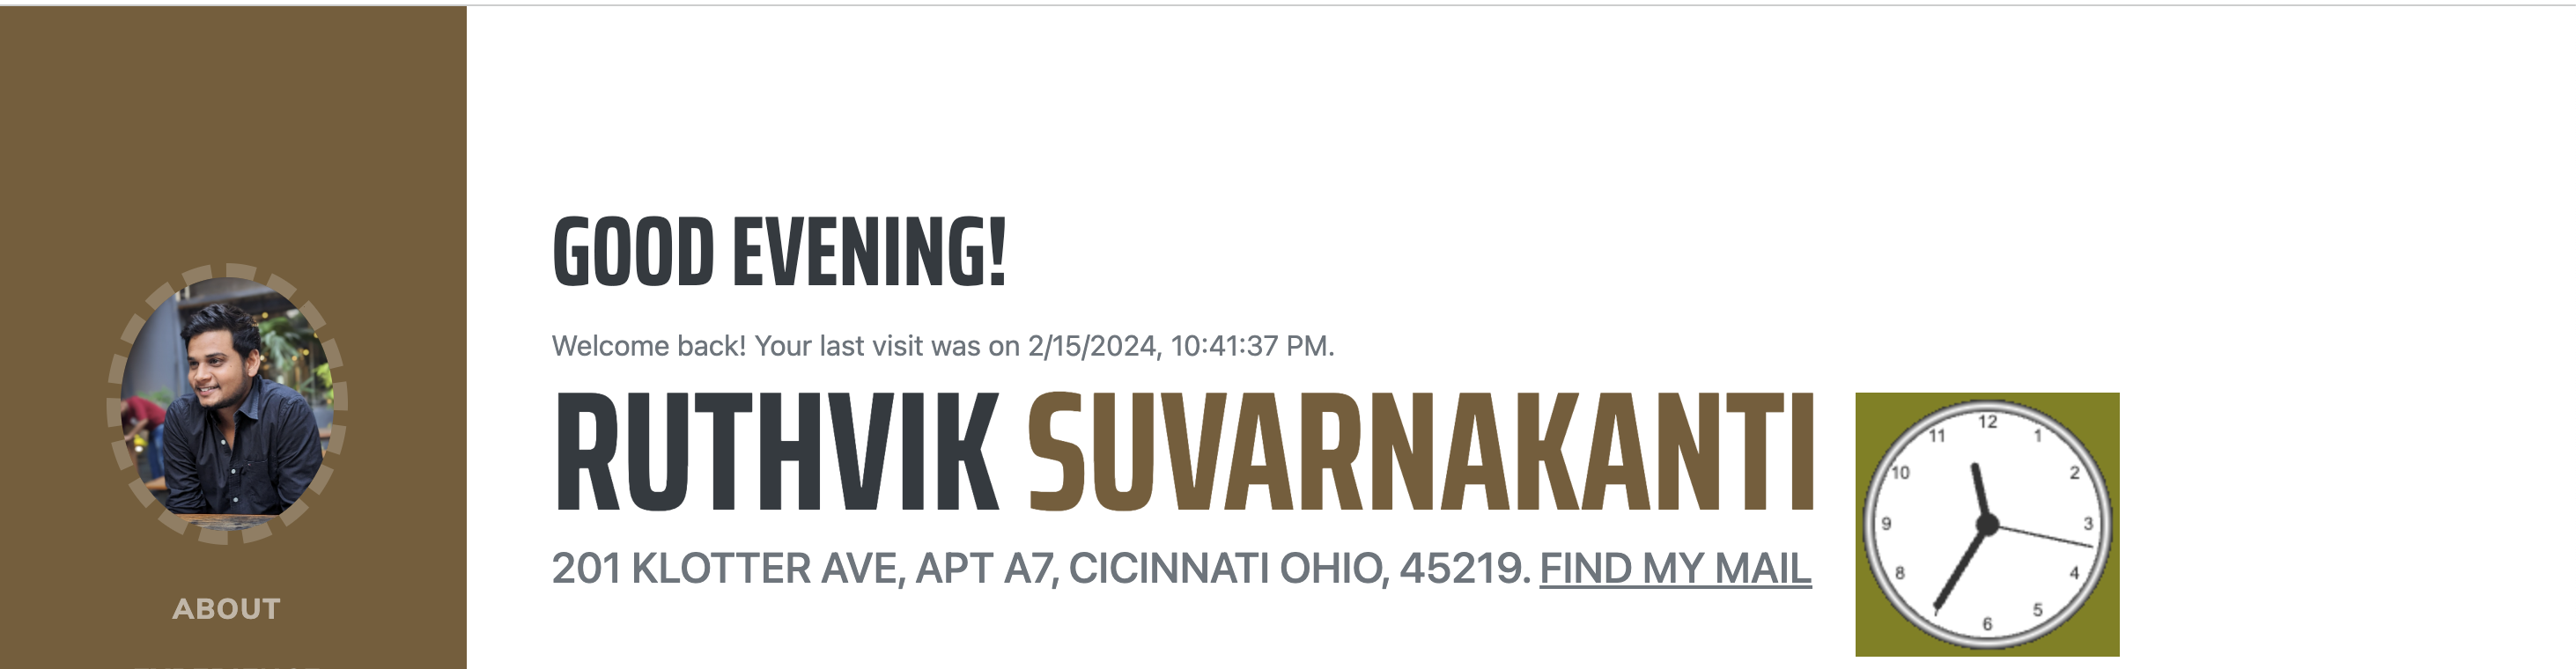 GOOD EVENING!
Welcome back! Your last visit was on 2/15/2024, 10:41:37 PM.
RUTHVIK SUVARNAKANTI
201 KLOTTER AVE, APT A7, CICINNATI OHIO, 45219. FIND MY MAIL
ABOUT
12
1
2
3
4
5
6
7
8
9
10
11